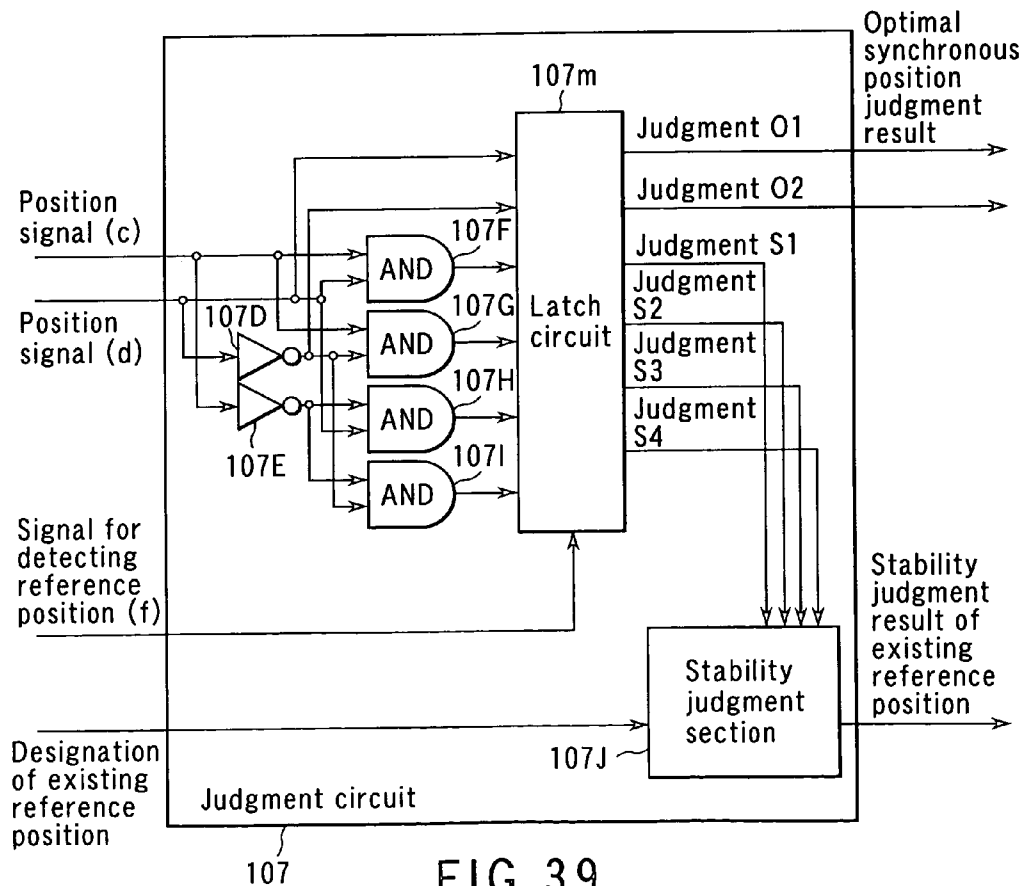 Optimal
synchronous
position
judgment
result
107m
Judgment O1
Judgment O2
Position
signal (c)
107F
AND
Judgment S1
Judgment
S2
107G
AND
Latch
circuit
Position
signal (d)
107D
Judgment
S3
107H
AND
Judgment
S4
107E
107I
AND
Signal for
detecting
reference
position (f)
Stability
judgment
result of
existing
reference
position
Stability
judgment
section
107J
Designation
of existing
reference
position
Judgment circuit
107
FIG. 39